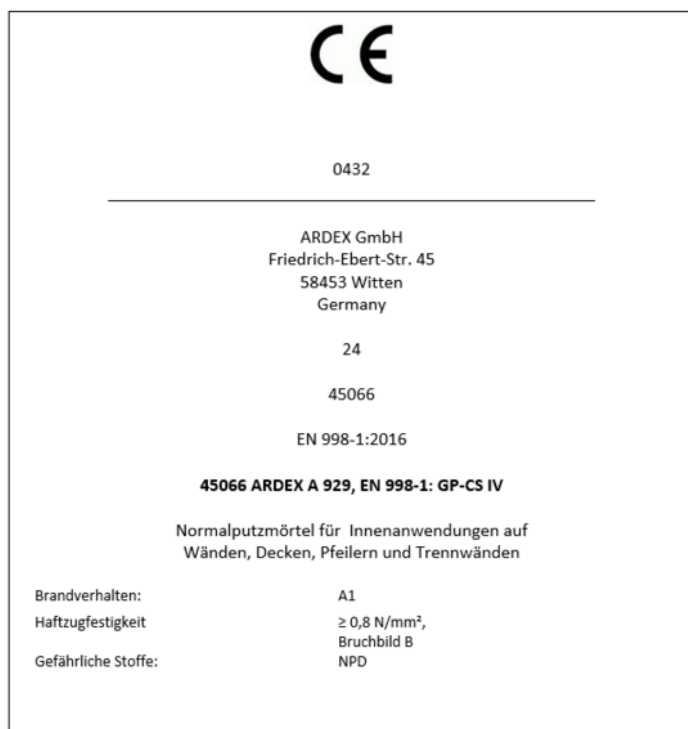 CE
0432
ARDEX GmbH
Friedrich-Ebert-Str. 45
58453 Witten
Germany
24
45066
EN 998-1:2016
45066 ARDEX A 929, EN 998-1: GP-CS IV
Normalputzmörtel für Innenanwendungen auf
Wänden, Decken, Pfeilern und Trennwänden
Brandverhalten: A1
Haftzugfestigkeit ≥ 0,8 N/mm²,
Bruchbild B
Gefährliche Stoffe: NPD